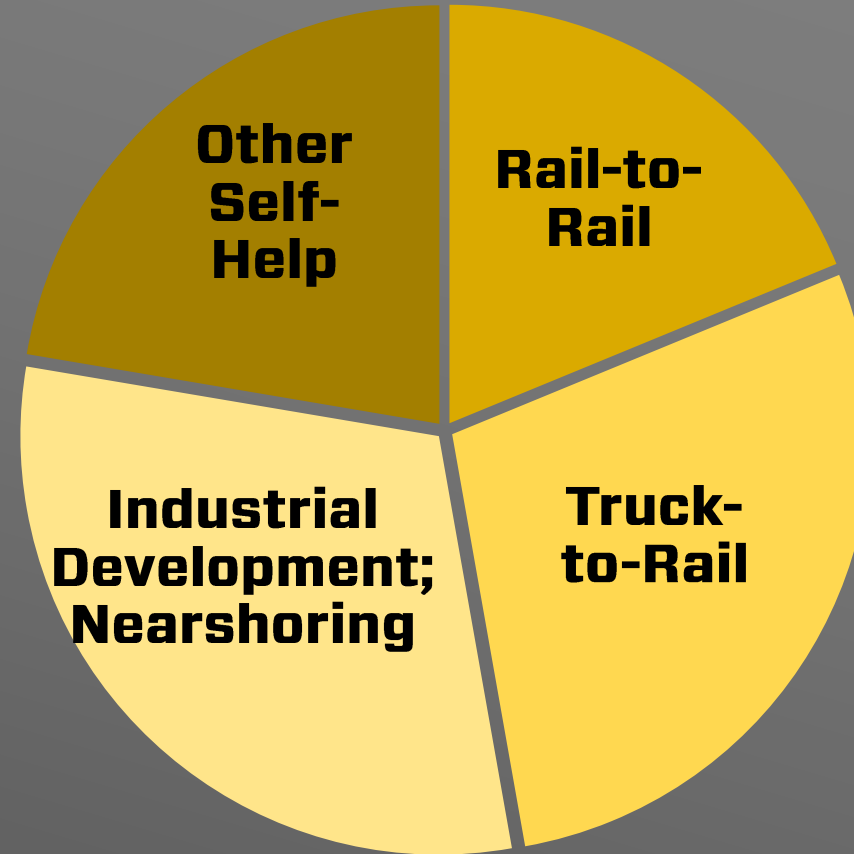 Other
Self-
Help
Rail-to-
Rail
Industrial
Development;
Nearshoring
Truck-
to-Rail